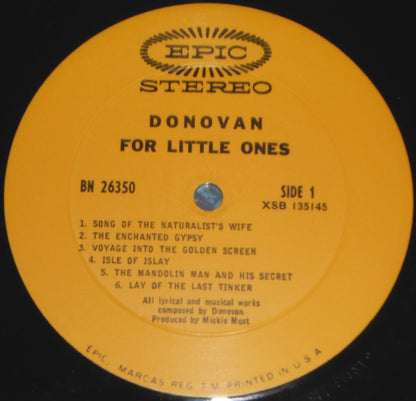 EPIC
STEREO
DONOVAN
FOR LITTLE ONES
BN 26350
SIDE 1
XSB 135145
1. SONG OF THE NATURALIST'S WIFE
2. THE ENCHANTED GYPSY
3. VOYAGE INTO THE GOLDEN SCREEN
4. ISLE OF ISLAY
5. THE MANDOLIN MAN AND HIS SECRET
6. LAY OF THE LAST TINKER
All lyrical and musical works
composed by Donovan
Produced by Mickie Most
EPIC, MARCAS REG. T.M. PRINTED IN U S A